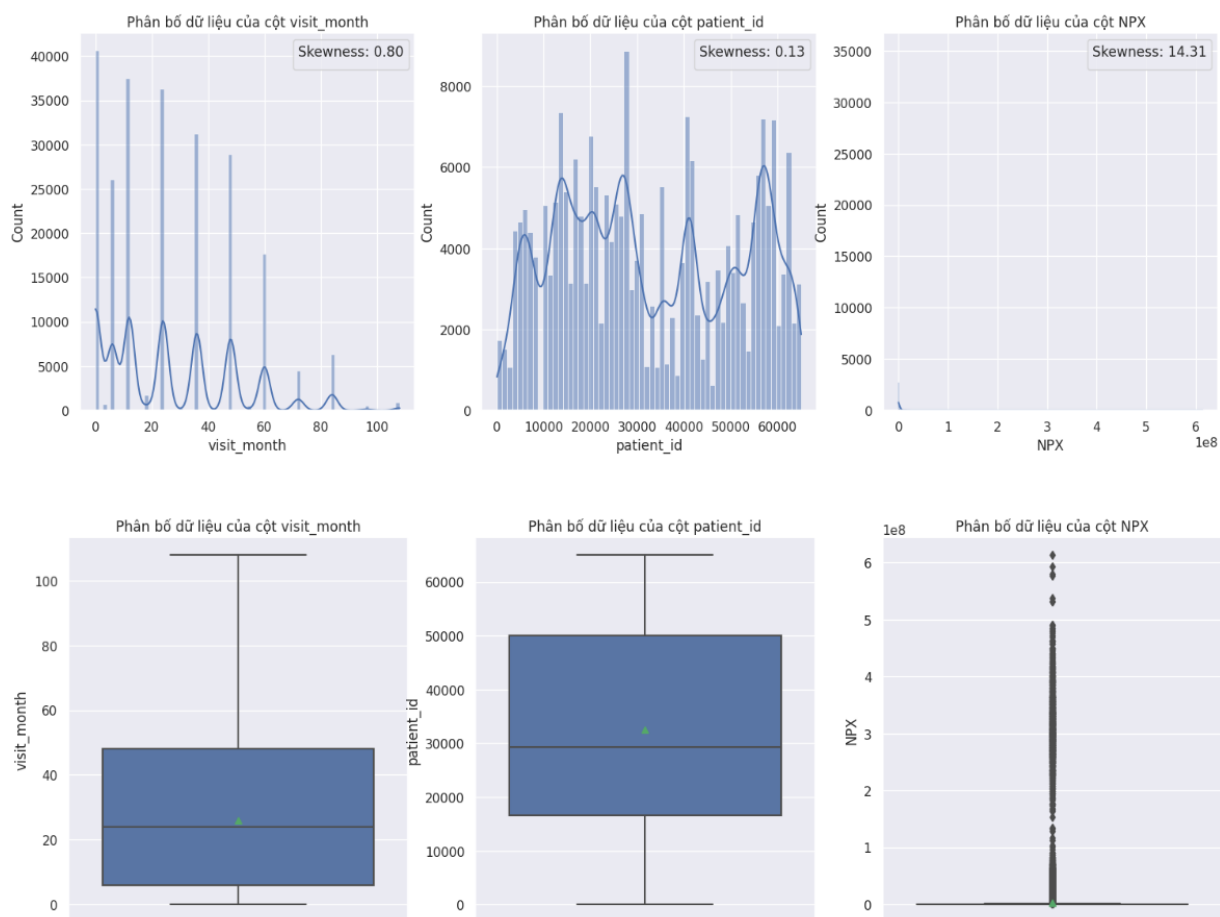 Phân bố dữ liệu của cột visit_month
Skewness: 0.80
40000
35000
30000
25000
20000
15000
10000
5000
0
Count
0 20 40 60 80 100
visit_month
Phân bố dữ liệu của cột patient_id
Skewness: 0.13
8000
6000
4000
2000
0
Count
0 10000 20000 30000 40000 50000 60000
patient_id
Phân bố dữ liệu của cột NPX
Skewness: 14.31
35000
30000
25000
20000
15000
10000
5000
0
Count
0 1 2 3 4 5 6
1e8
NPX
Phân bố dữ liệu của cột visit_month
100
80
60
40
20
0
visit_month
Phân bố dữ liệu của cột patient_id
60000
50000
40000
30000
20000
10000
0
patient_id
Phân bố dữ liệu của cột NPX
1e8
6
5
4
3
2
1
0
NPX